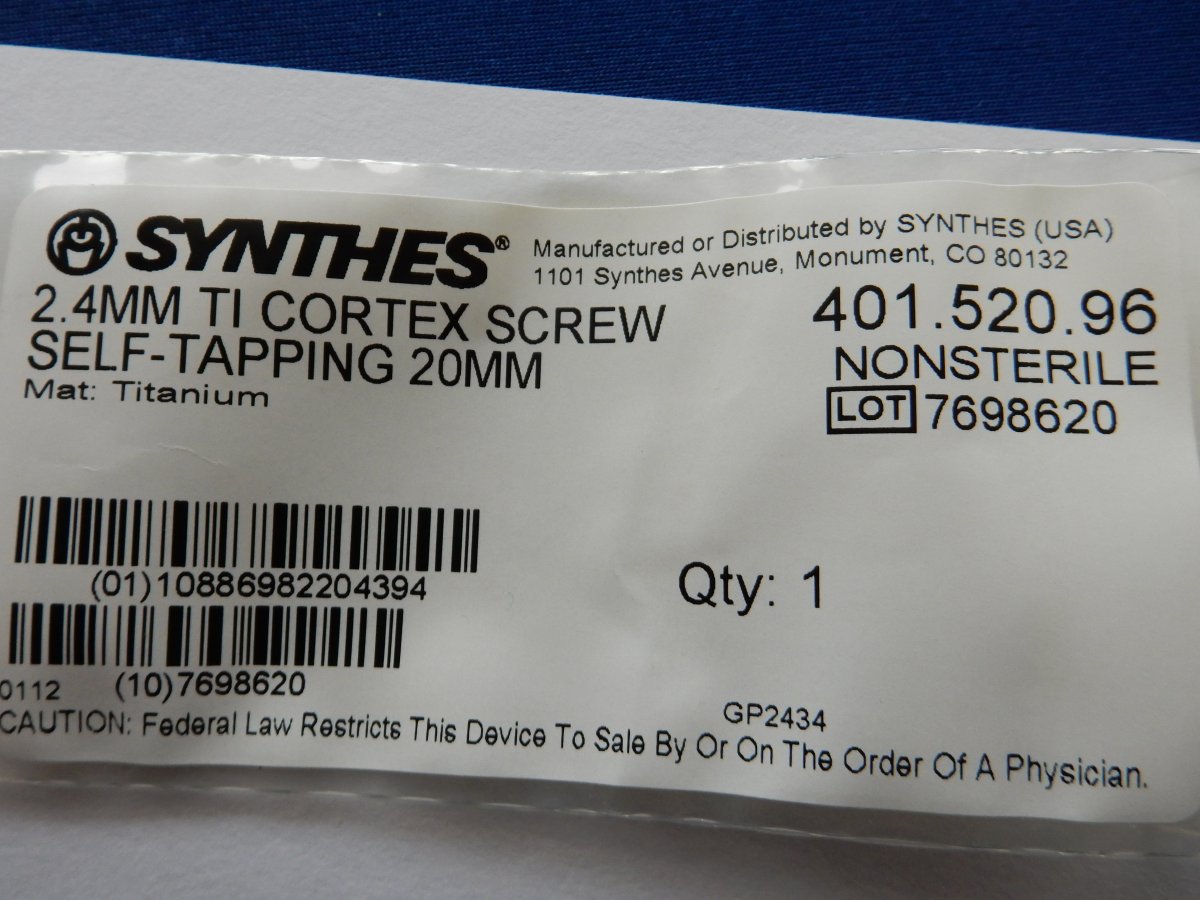 SYNTHES®
Manufactured or Distributed by SYNTHES (USA)
1101 Synthes Avenue, Monument, CO 80132
2.4MM TI CORTEX SCREW
SELF-TAPPING 20MM
Mat: Titanium
401.520.96
NONSTERILE
LOT 7698620
(01)10886982204394
Qty: 1
(10)7698620
0112
GP2434
CAUTION: Federal Law Restricts This Device To Sale By Or On The Order Of A Physician.